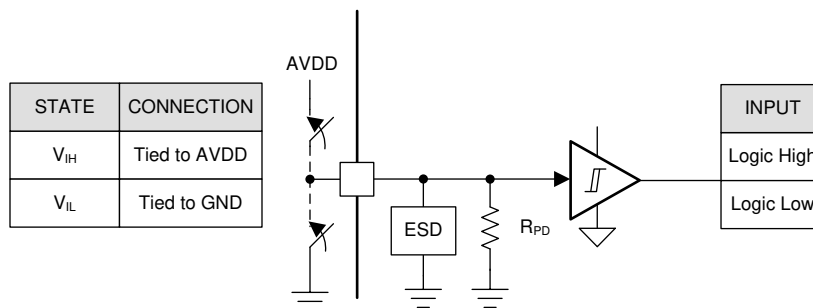 AVDD
STATE CONNECTION
VIH Tied to AVDD
VIL Tied to GND
ESD
RPD
INPUT
Logic High
Logic Low